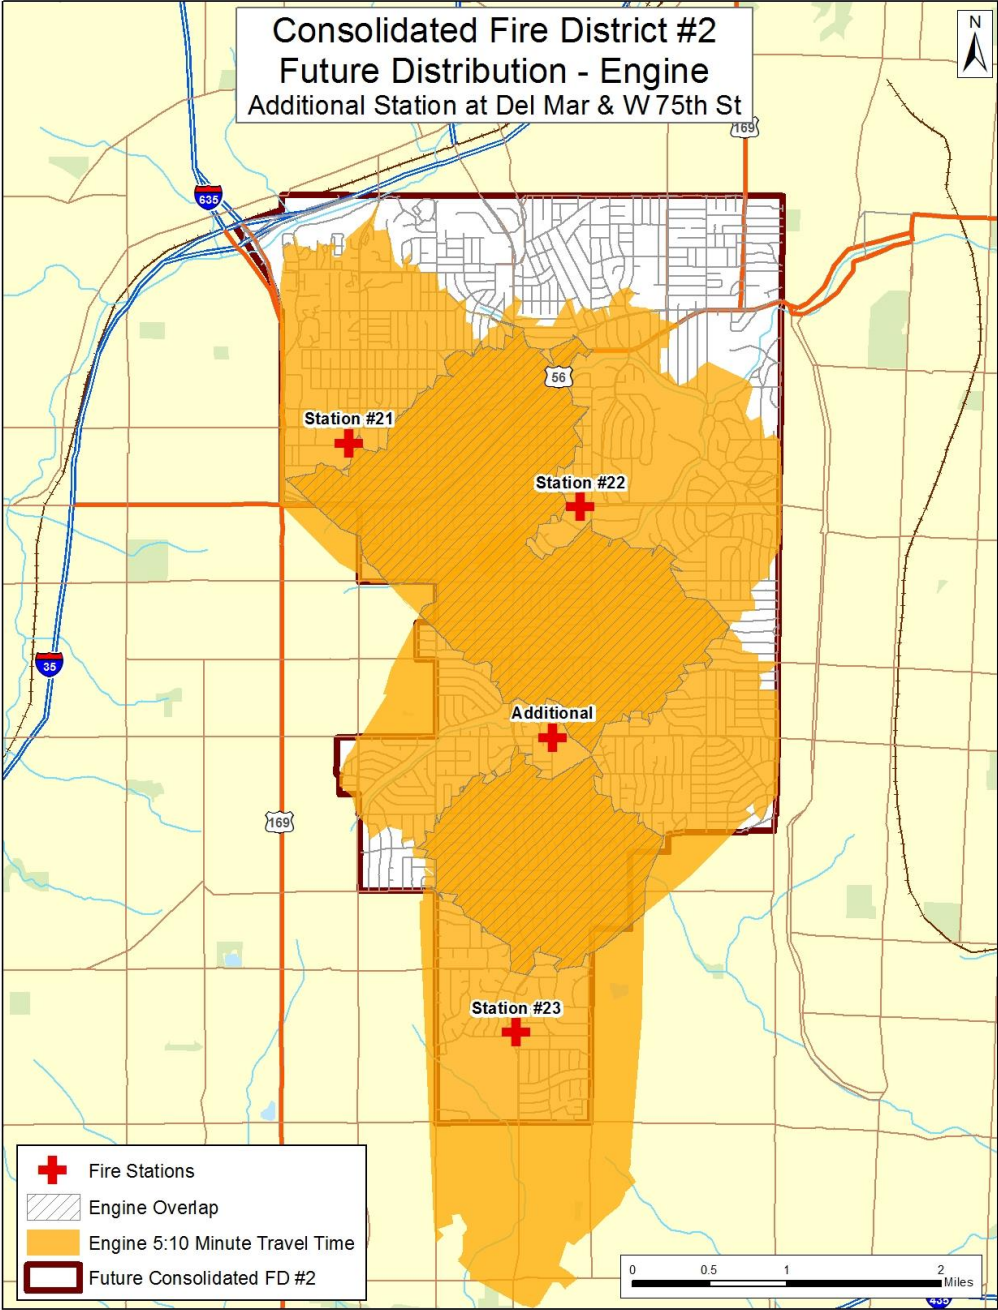 Consolidated Fire District #2
Future Distribution - Engine
Additional Station at Del Mar & W 75th St
N
169
635
56
Station #21
Station #22
35
Additional
169
Station #23
Fire Stations
Engine Overlap
Engine 5:10 Minute Travel Time
Future Consolidated FD #2
0 0.5 1 2
Miles
435